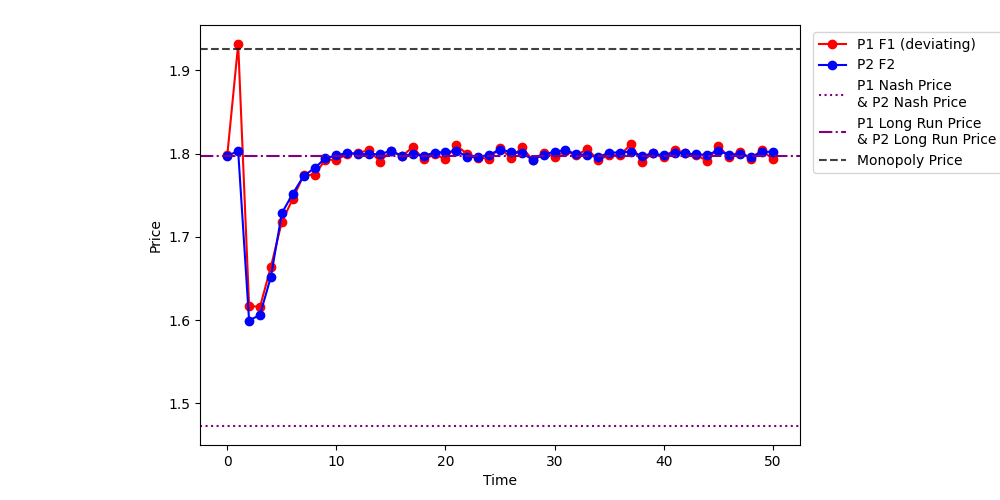 P1 F1 (deviating)
P2 F2
P1 Nash Price
& P2 Nash Price
P1 Long Run Price
& P2 Long Run Price
Monopoly Price
1.9
1.8
1.7
1.6
1.5
Price
0 10 20 30 40 50
Time